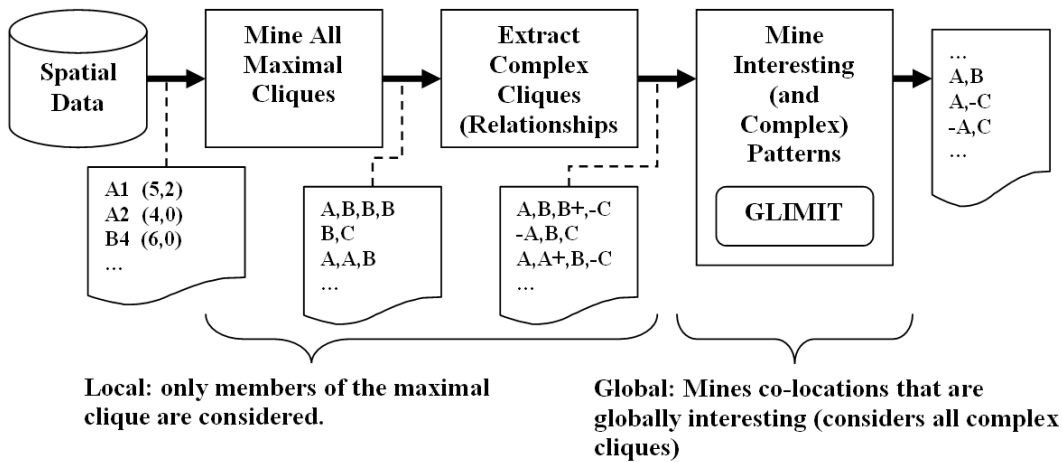 Spatial
Data
Mine All
Maximal
Cliques
Extract
Complex
Cliques
(Relationships
Mine
Interesting
(and
Complex)
Patterns
GLIMIT
...
A,B
A,-C
-A,C
...
A1 (5,2)
A2 (4,0)
B4 (6,0)
...
A,B,B,B
B,C
A,A,B
...
A,B,B+,-C
-A,B,C
A,A+,B,-C
...
Local: only members of the maximal
clique are considered.
Global: Mines co-locations that are
globally interesting (considers all complex
cliques)